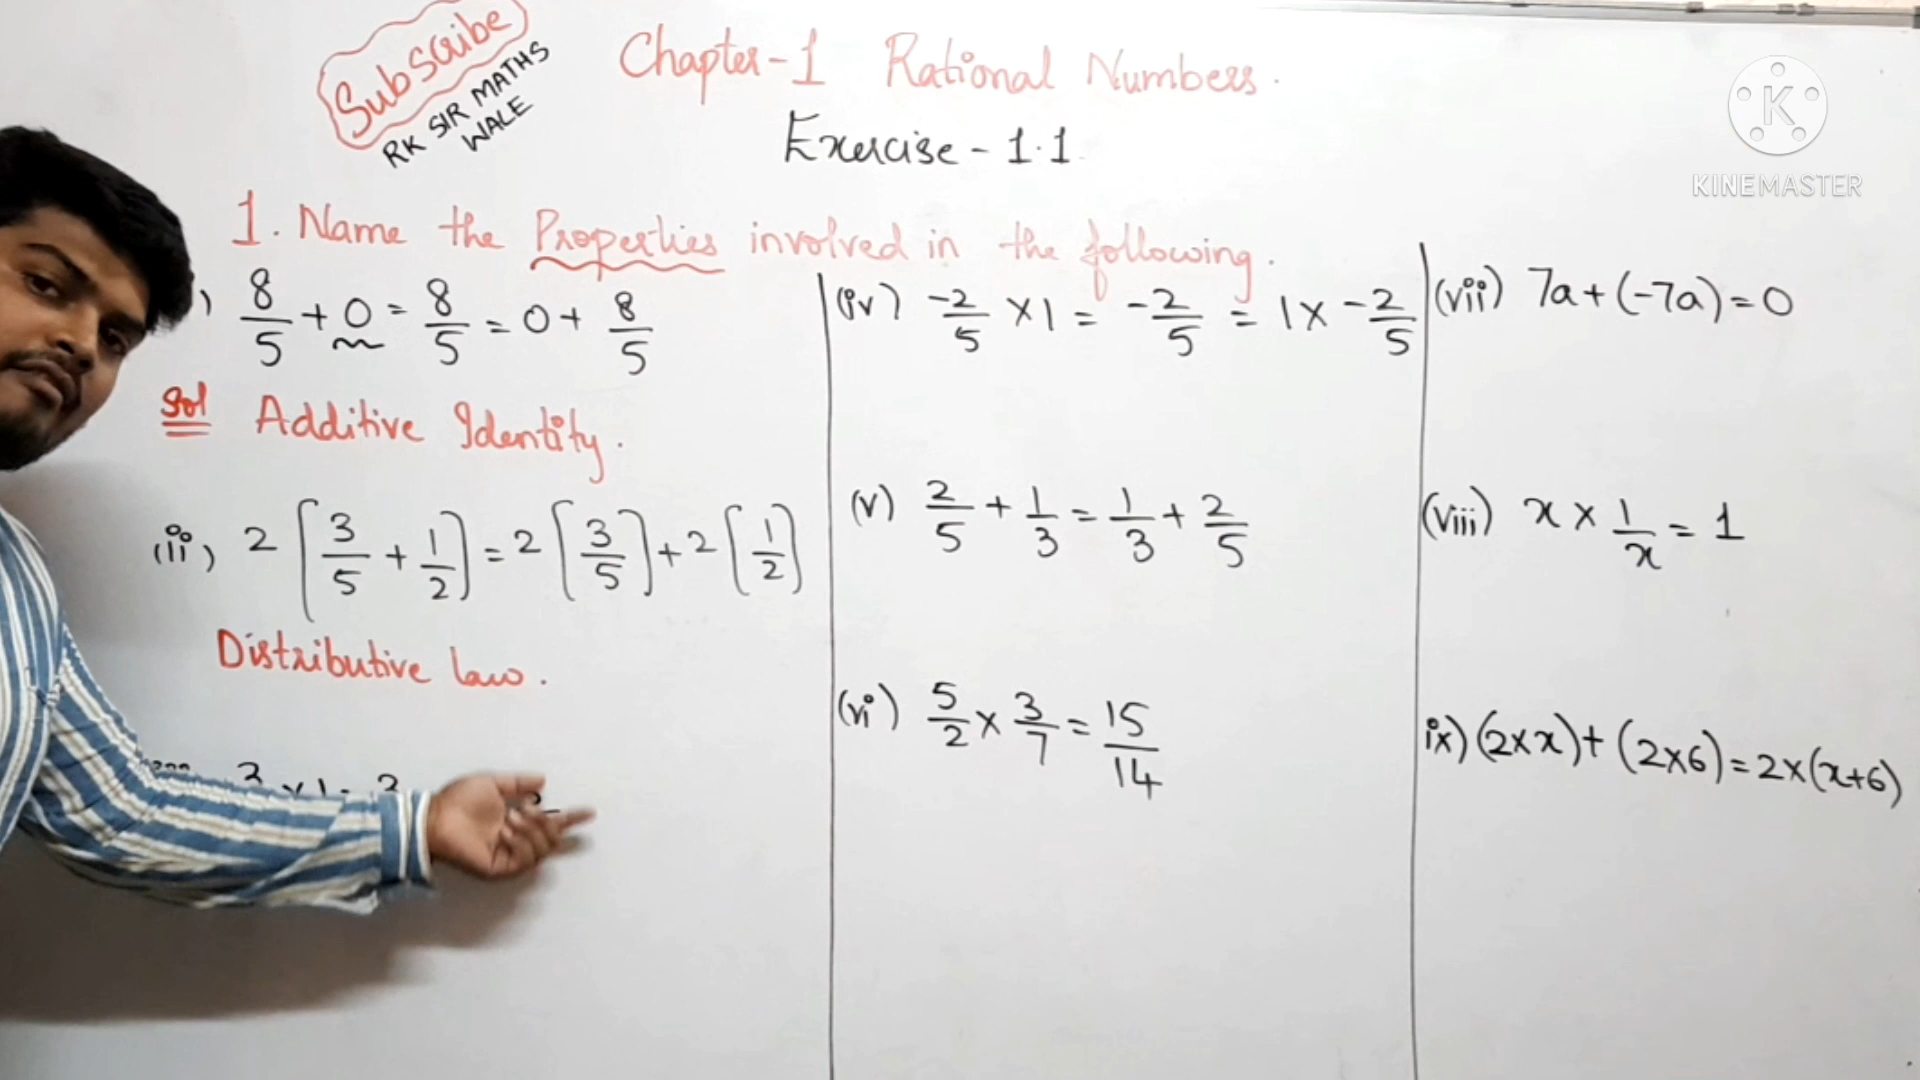 Subscribe
RK SIR MATHS
WALE
Chapter-1 Rational Numbers.
Exercise - 1.1
KINEMASTER
1. Name the Properties involved in the following.
) 8/5 + 0 = 8/5 = 0 + 8/5
Sol Additive Identity.
(ii) 2 [3/5 + 1/2] = 2 [3/5] + 2 [1/2]
Distributive law.
(iv) -2/5 × 1 = -2/5 = 1 × -2/5
(v) 2/5 + 1/3 = 1/3 + 2/5
(vi) 5/2 × 3/7 = 15/14
(vii) 7a + (-7a) = 0
(viii) x × 1/x = 1
ix) (2×x) + (2×6) = 2×(x+6)